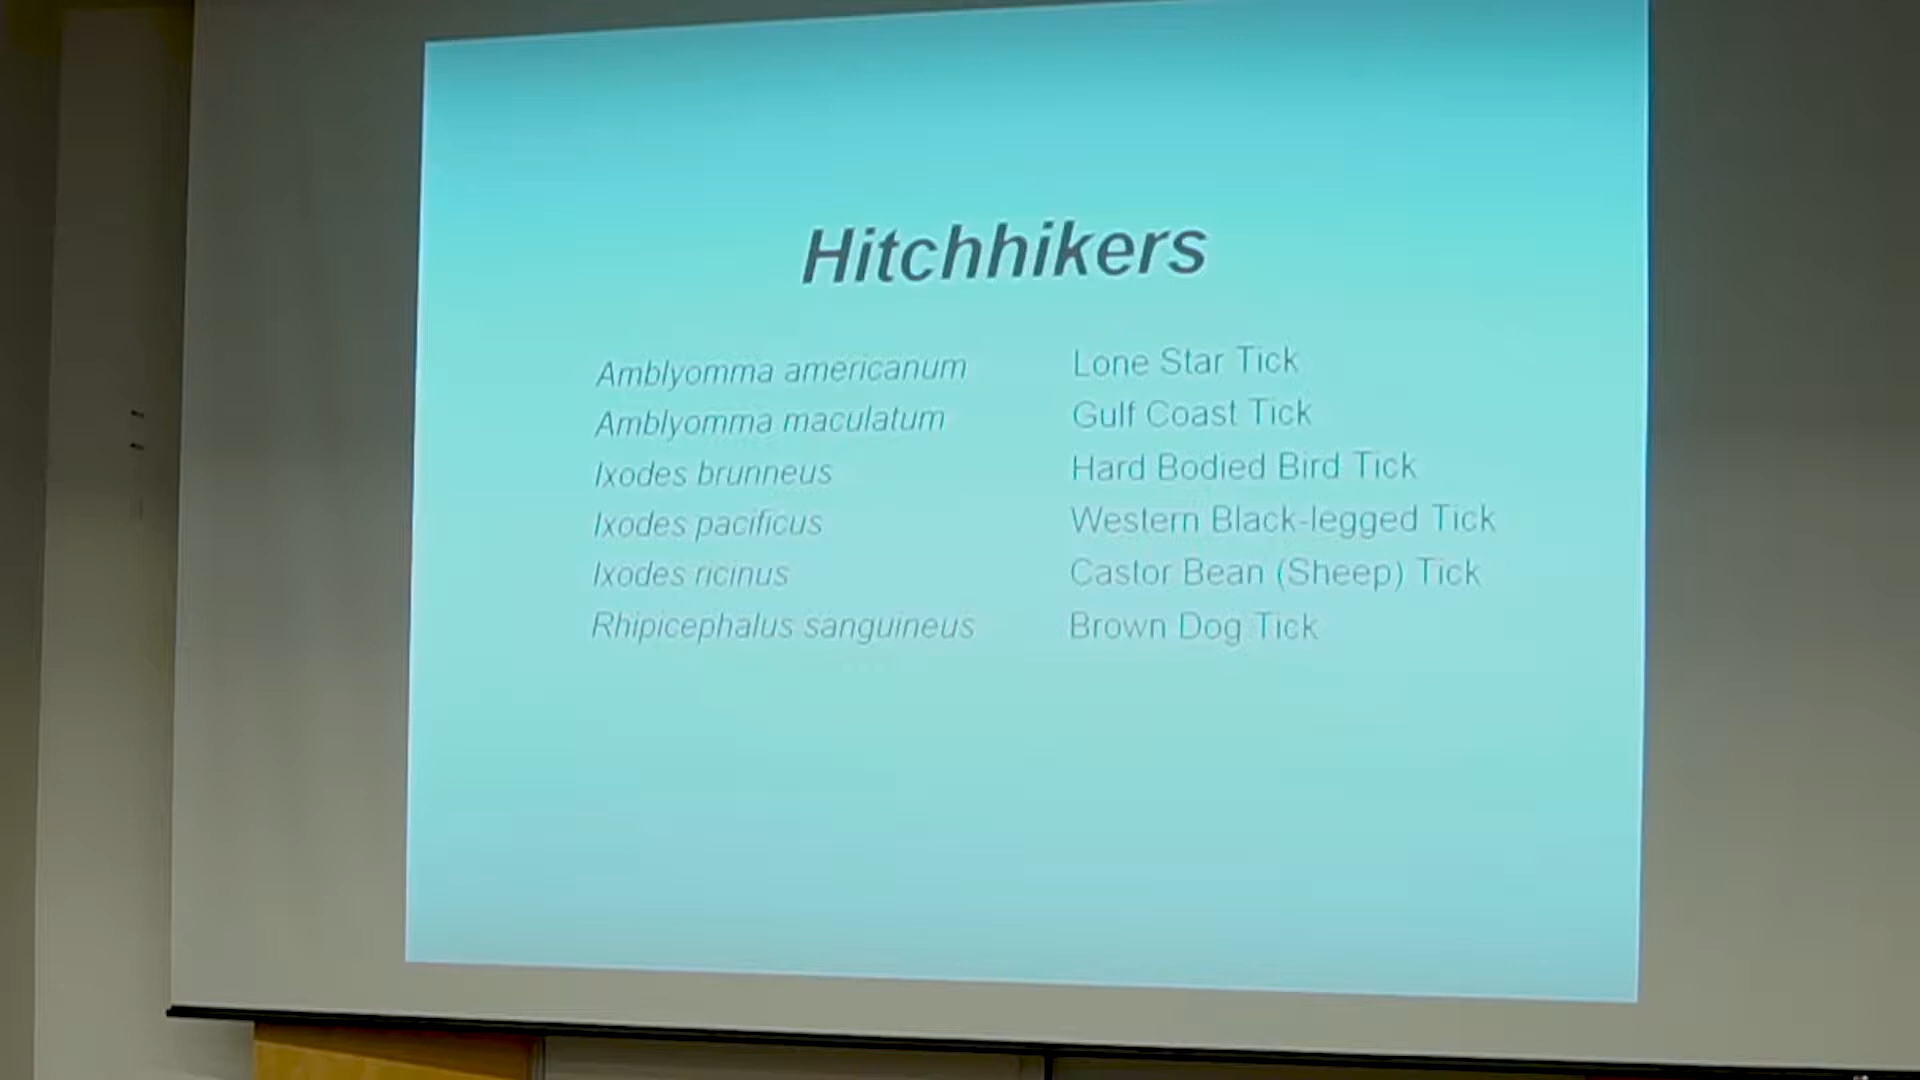 Hitchhikers
Amblyomma americanum Lone Star Tick
Amblyomma maculatum Gulf Coast Tick
Ixodes brunneus Hard Bodied Bird Tick
Ixodes pacificus Western Black-legged Tick
Ixodes ricinus Castor Bean (Sheep) Tick
Rhipicephalus sanguineus Brown Dog Tick